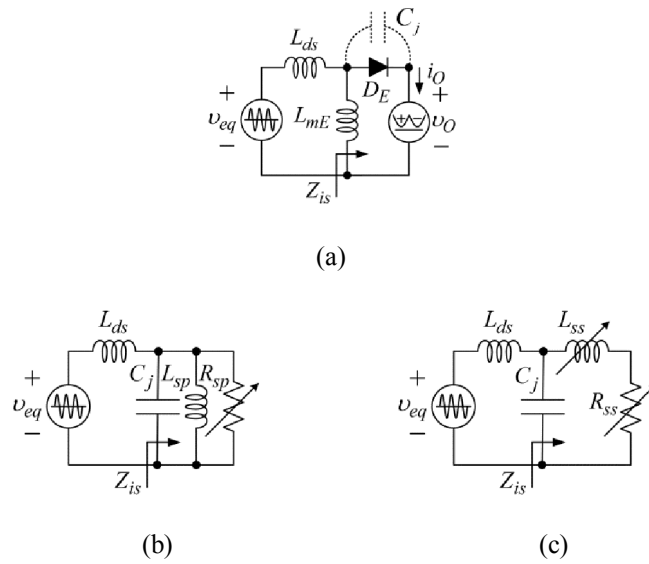 C_j
L_ds
D_E
i_O
+
υ_eq
−
L_mE
+
υ_O
−
Z_is
(a)
L_ds
C_j L_sp R_sp
+
υ_eq
−
Z_is
(b)
L_ds L_ss
C_j
+
υ_eq
−
R_ss
Z_is
(c)